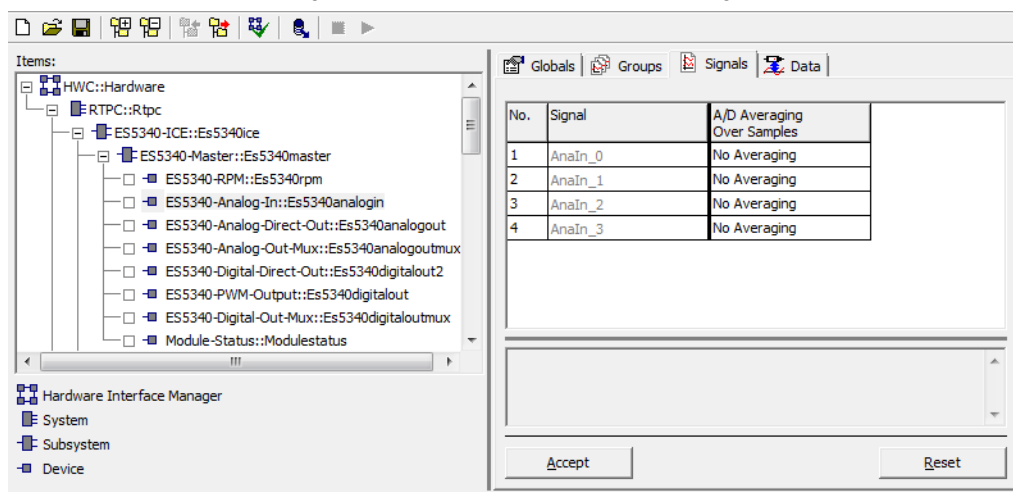 Items:
HWC::Hardware
RTPC::Rtpc
ES5340-ICE::Es5340ice
ES5340-Master::Es5340master
ES5340-RPM::Es5340rpm
ES5340-Analog-In::Es5340analogin
ES5340-Analog-Direct-Out::Es5340analogout
ES5340-Analog-Out-Mux::Es5340analogoutmux
ES5340-Digital-Direct-Out::Es5340digitalout2
ES5340-PWM-Output::Es5340digitalout
ES5340-Digital-Out-Mux::Es5340digitaloutmux
Module-Status::Modulestatus
Hardware Interface Manager
System
Subsystem
Device
Globals Groups Signals Data
No. Signal A/D Averaging
Over Samples
1 AnaIn_0 No Averaging
2 AnaIn_1 No Averaging
3 AnaIn_2 No Averaging
4 AnaIn_3 No Averaging
Accept Reset